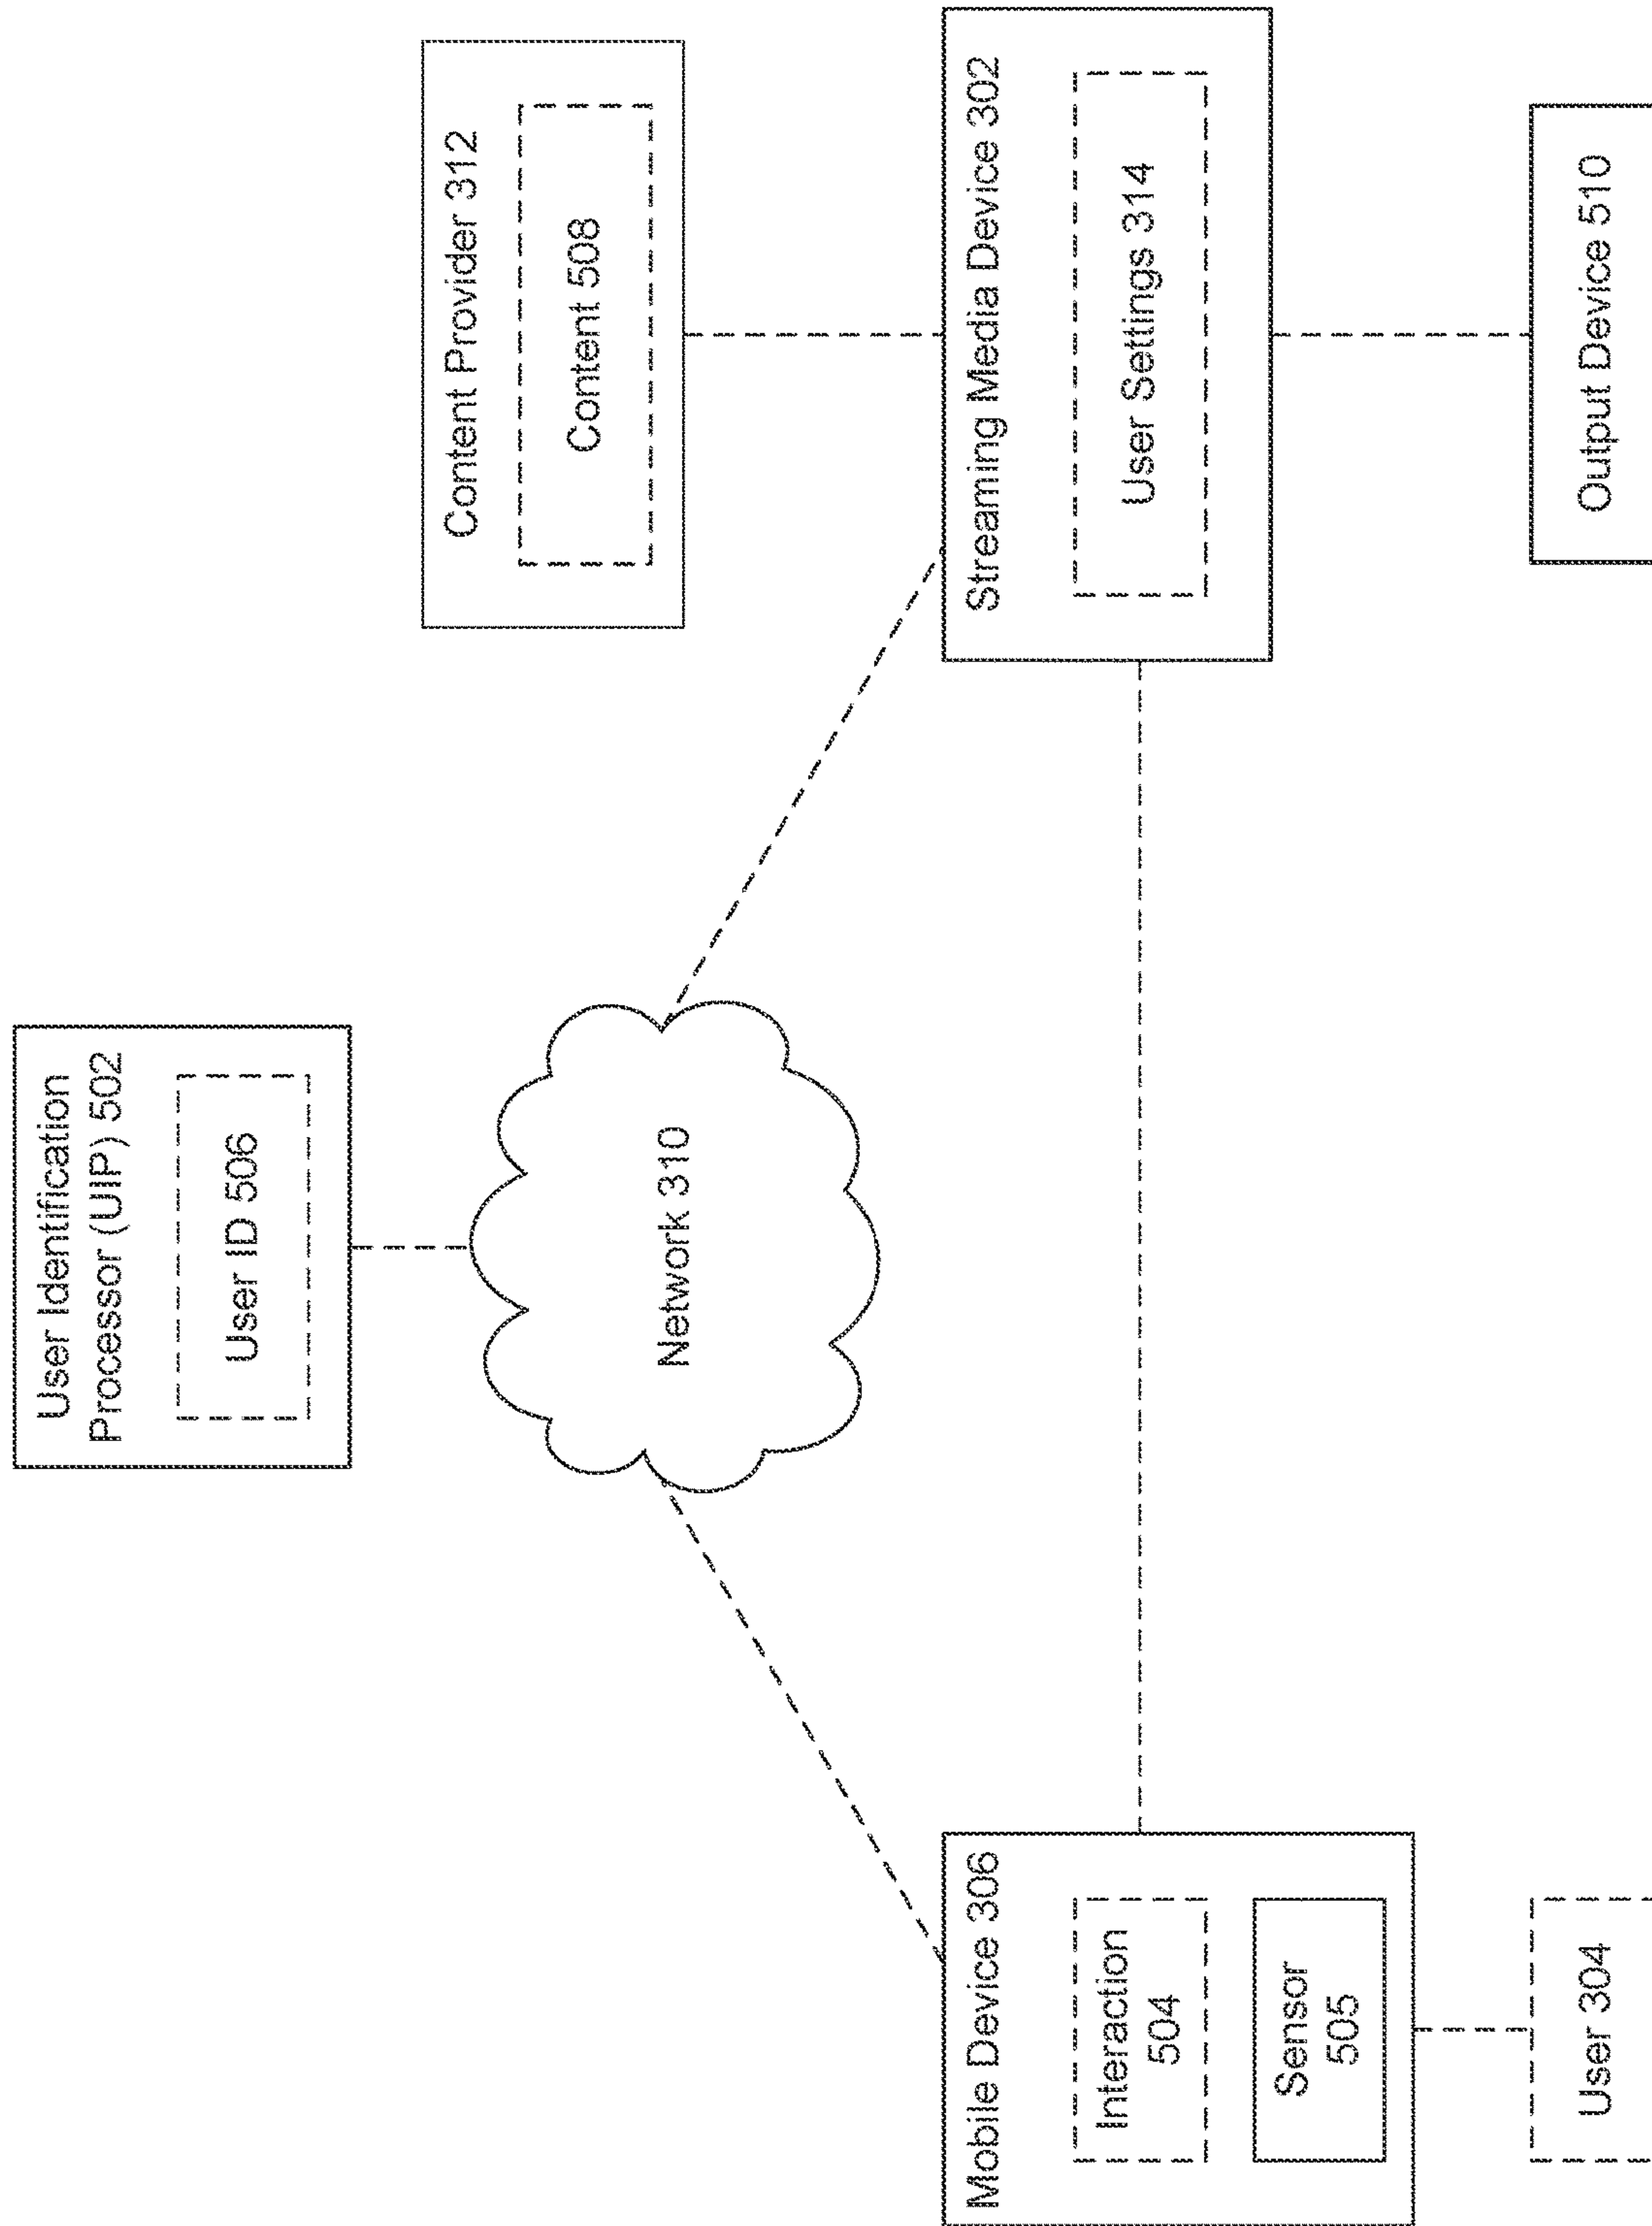 User Identification
Processor (UIP) 502
User ID 506
Content Provider 312
Content 508
Network 310
Mobile Device 306
Interaction
504
Sensor
505
Streaming Media Device 302
User Settings 314
User 304
Output Device 510